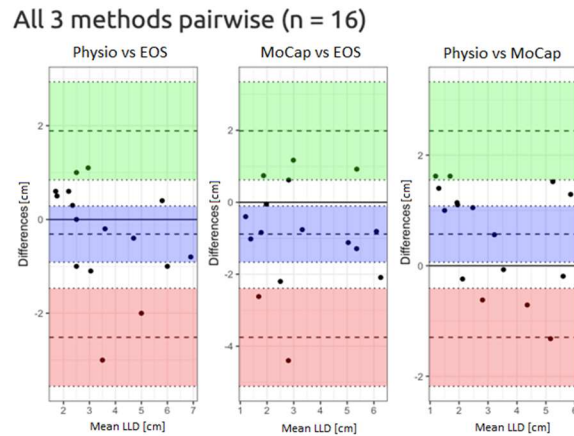 All 3 methods pairwise (n = 16)
Physio vs EOS
MoCap vs EOS
Physio vs MoCap
Differences [cm]
2
0
-2
2 3 4 5 6 7
Mean LLD [cm]
Differences [cm]
2
0
-2
-4
1 2 3 4 5 6
Mean LLD [cm]
Differences [cm]
2
0
-2
1 2 3 4 5 6
Mean LLD [cm]